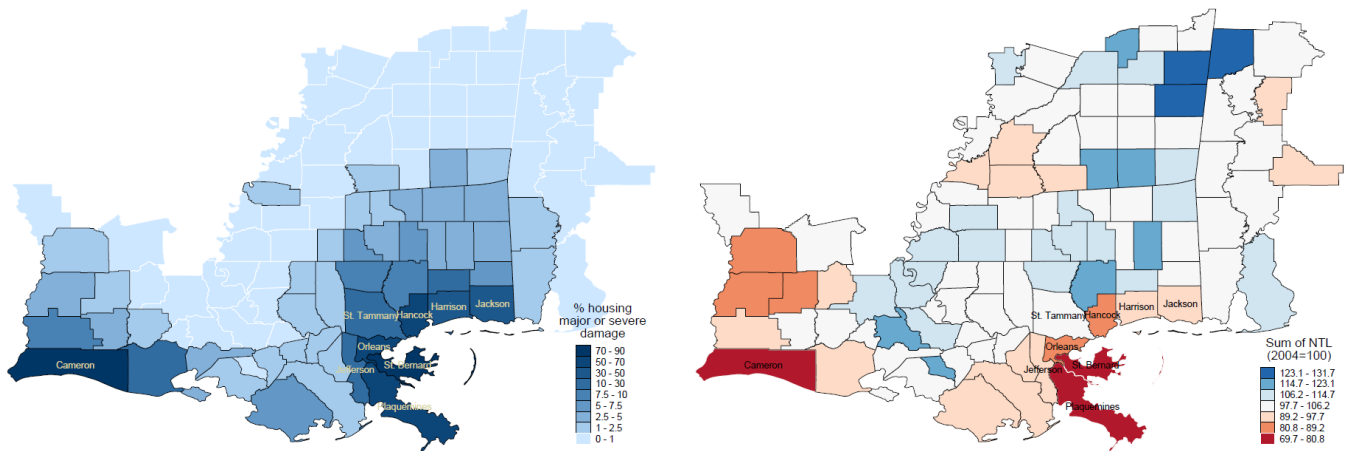 St. Tammany
Hancock
Harrison
Jackson
Orleans
Cameron
Jefferson
St. Bernard
Plaquemines
% housing
major or severe
damage
70 - 90
50 - 70
30 - 50
10 - 30
7.5 - 10
5 - 7.5
2.5 - 5
1 - 2.5
0 - 1
St. Tammany
Hancock
Harrison
Jackson
Orleans
Cameron
Jefferson
St. Bernard
Plaquemines
Sum of NTL
(2004=100)
123.1 - 131.7
114.7 - 123.1
106.2 - 114.7
97.7 - 106.2
89.2 - 97.7
80.8 - 89.2
69.7 - 80.8